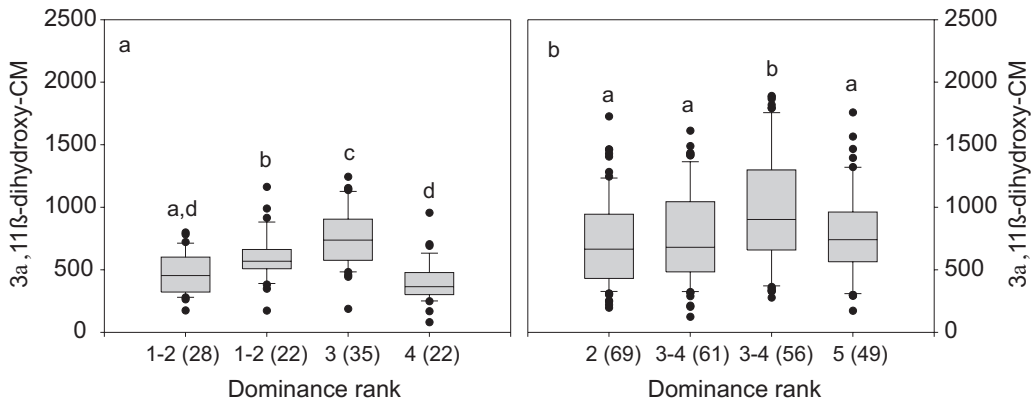 2500
2000
1500
1000
500
0
3a,11ß-dihydroxy-CM
a
a,d
b
c
d
1-2 (28)
1-2 (22)
3 (35)
4 (22)
Dominance rank
b
a
a
b
a
2 (69)
3-4 (61)
3-4 (56)
5 (49)
Dominance rank
2500
2000
1500
1000
500
0
3a,11ß-dihydroxy-CM